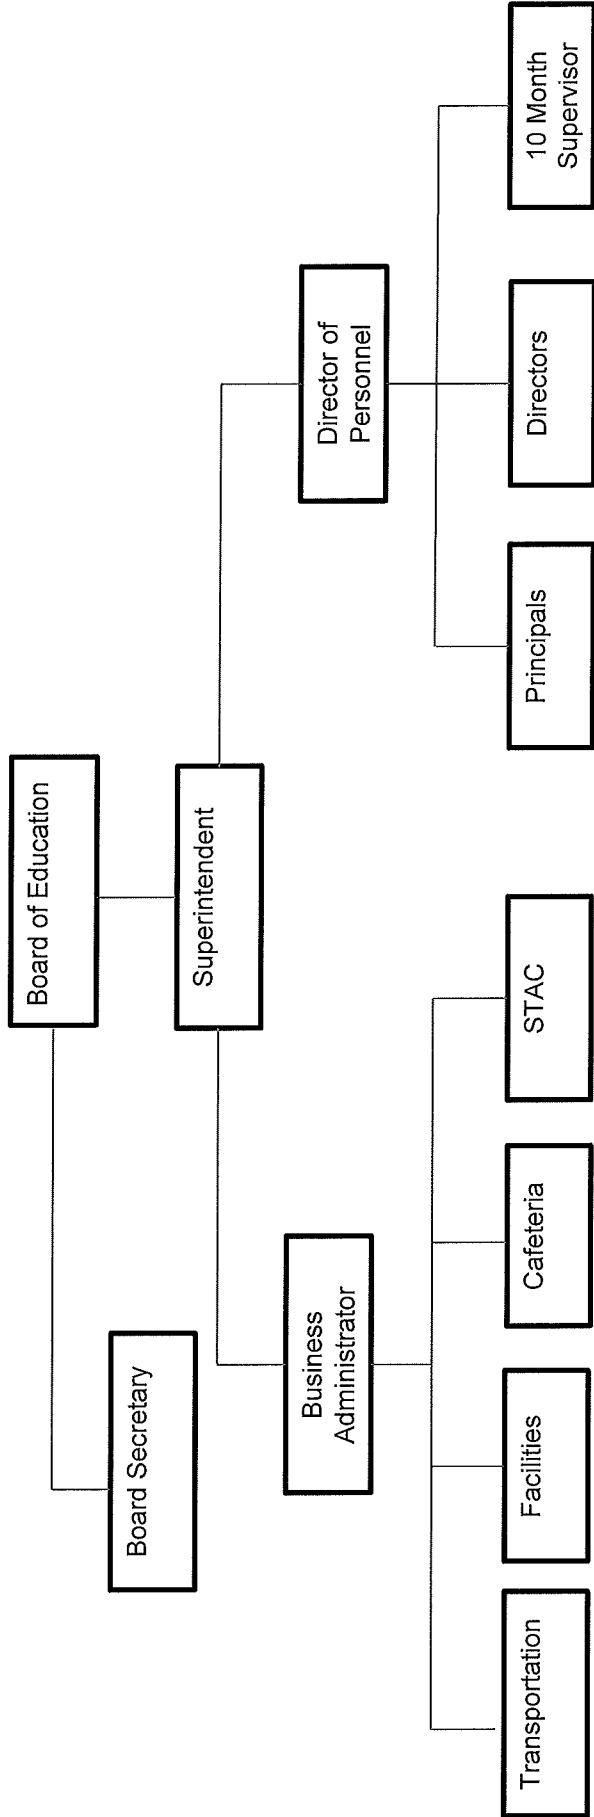 Board of Education
Board Secretary
Superintendent
Business
Administrator
Director of
Personnel
Transportation
Facilities
Cafeteria
STAC
Principals
Directors
10 Month
Supervisor